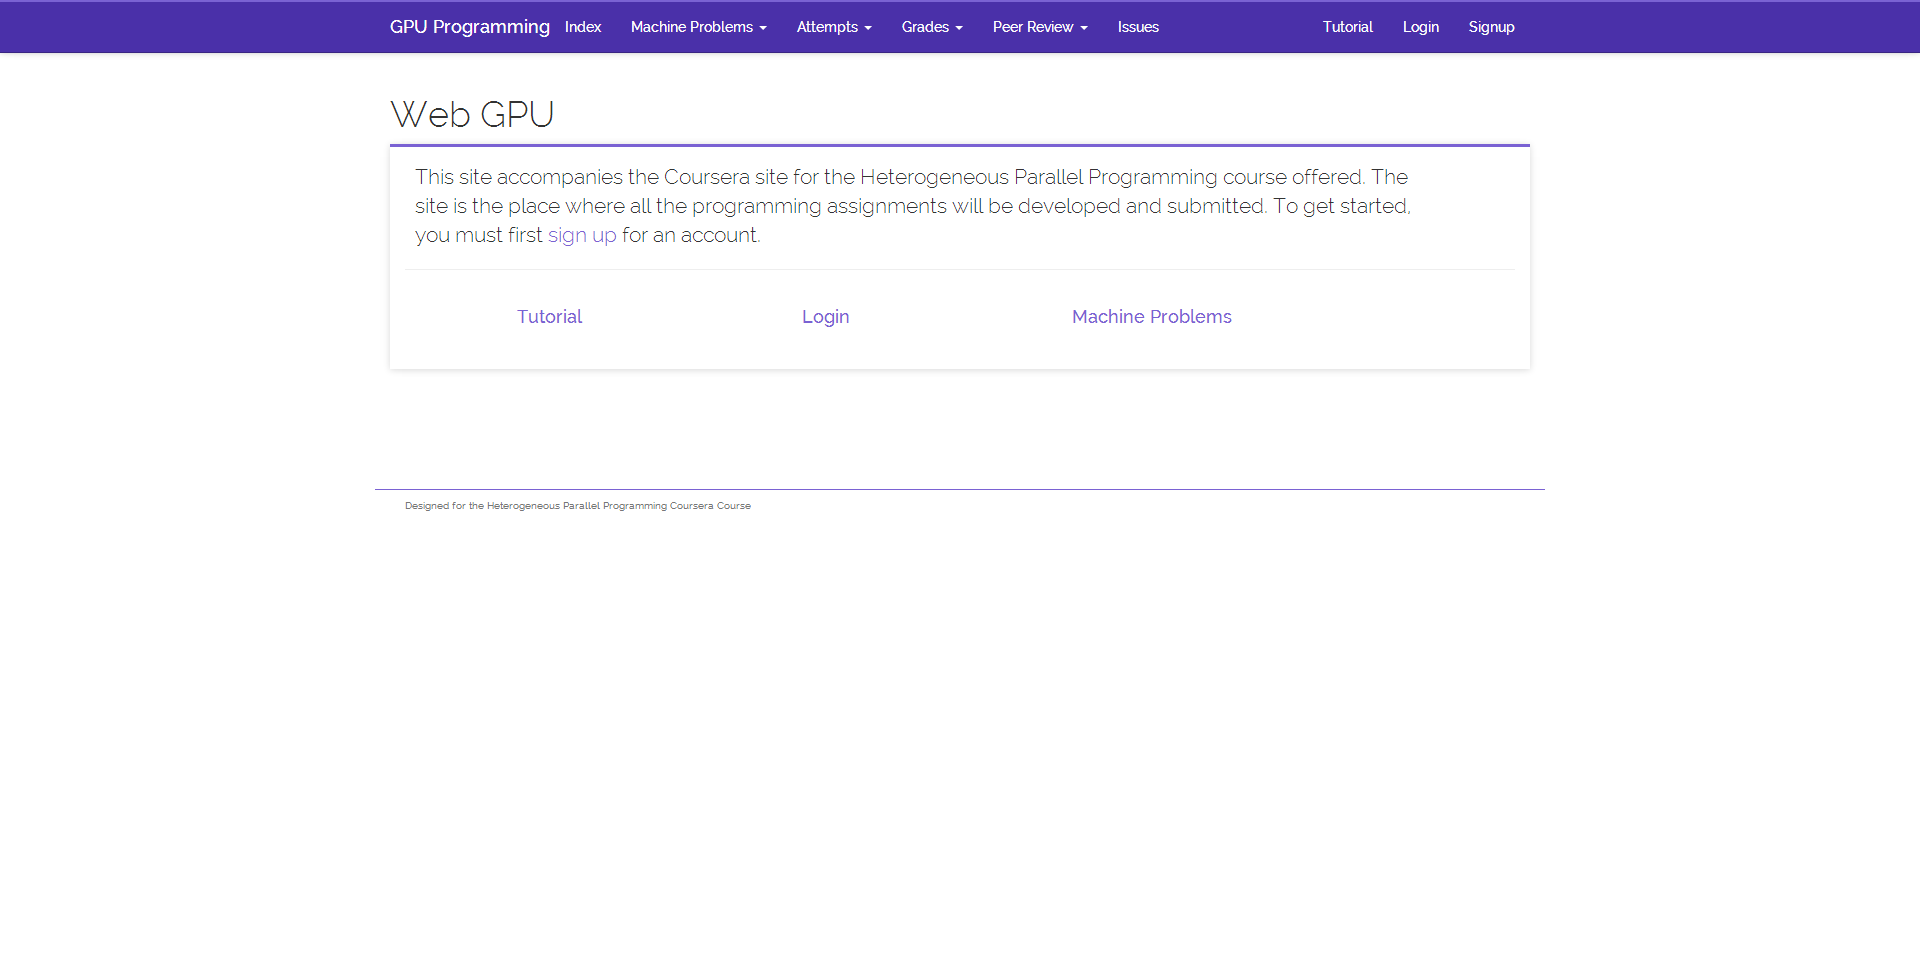 GPU Programming Index Machine Problems Attempts Grades Peer Review Issues Tutorial Login Signup
Web GPU
This site accompanies the Coursera site for the Heterogeneous Parallel Programming course offered. The
site is the place where all the programming assignments will be developed and submitted. To get started,
you must first sign up for an account.
Tutorial Login Machine Problems
Designed for the Heterogeneous Parallel Programming Coursera Course